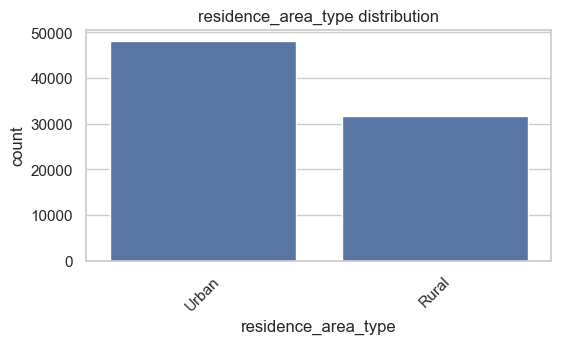 residence_area_type distribution
50000
40000
30000
20000
10000
0
count
Urban
Rural
residence_area_type